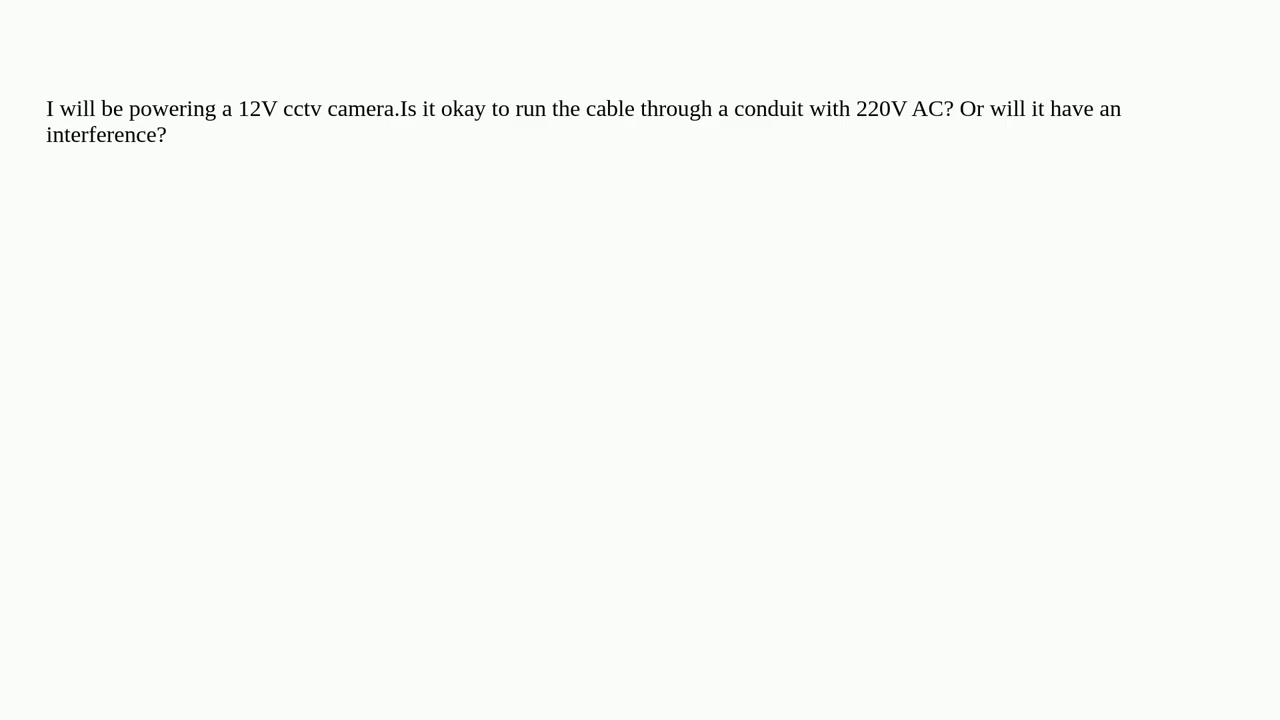 I will be powering a 12V cctv camera.Is it okay to run the cable through a conduit with 220V AC? Or will it have an
interference?